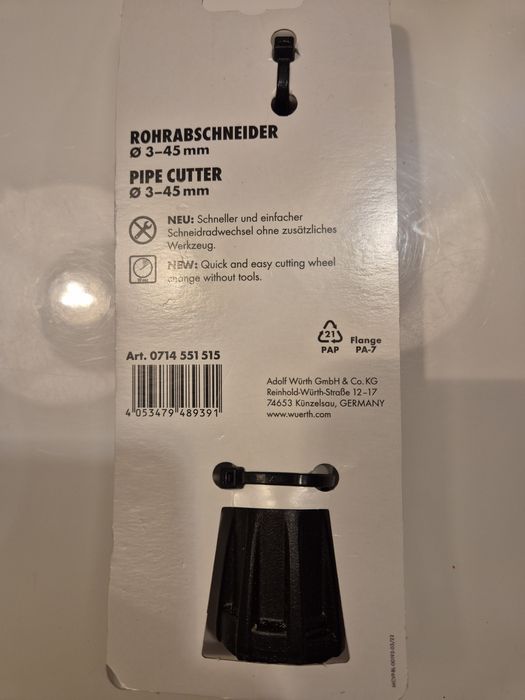 ROHRABSCHNEIDER
Ø 3–45 mm
PIPE CUTTER
Ø 3–45 mm
NEU: Schneller und einfacher
Schneidradwechsel ohne zusätzliches
Werkzeug.
NEW: Quick and easy cutting wheel
change without tools.
21
PAP
Flange
PA-7
Art. 0714 551 515
4 053479 489391
Adolf Würth GmbH & Co. KG
Reinhold-Würth-Straße 12–17
74653 Künzelsau, GERMANY
www.wuerth.com